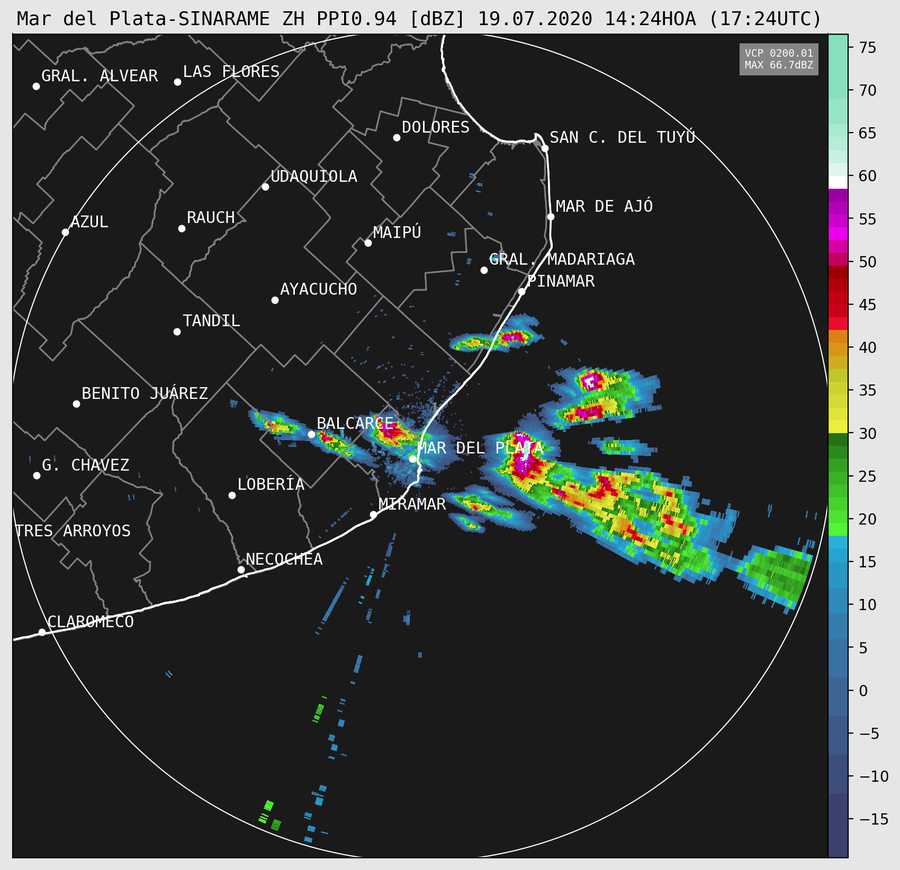 Mar del Plata-SINARAME ZH PPI0.94 [dBZ] 19.07.2020 14:24HOA (17:24UTC)
VCP 0200.01
MAX 66.7dBZ
GRAL. ALVEAR
LAS FLORES
DOLORES
SAN C. DEL TUYÚ
UDAQUIOLA
MAR DE AJÓ
AZUL
RAUCH
MAIPÚ
GRAL. MADARIAGA
PINAMAR
AYACUCHO
TANDIL
BENITO JUÁREZ
BALCARCE
MAR DEL PLATA
G. CHAVEZ
LOBERÍA
MIRAMAR
TRES ARROYOS
NECOCHEA
CLAROMECO
75
70
65
60
55
50
45
40
35
30
25
20
15
10
5
0
−5
−10
−15